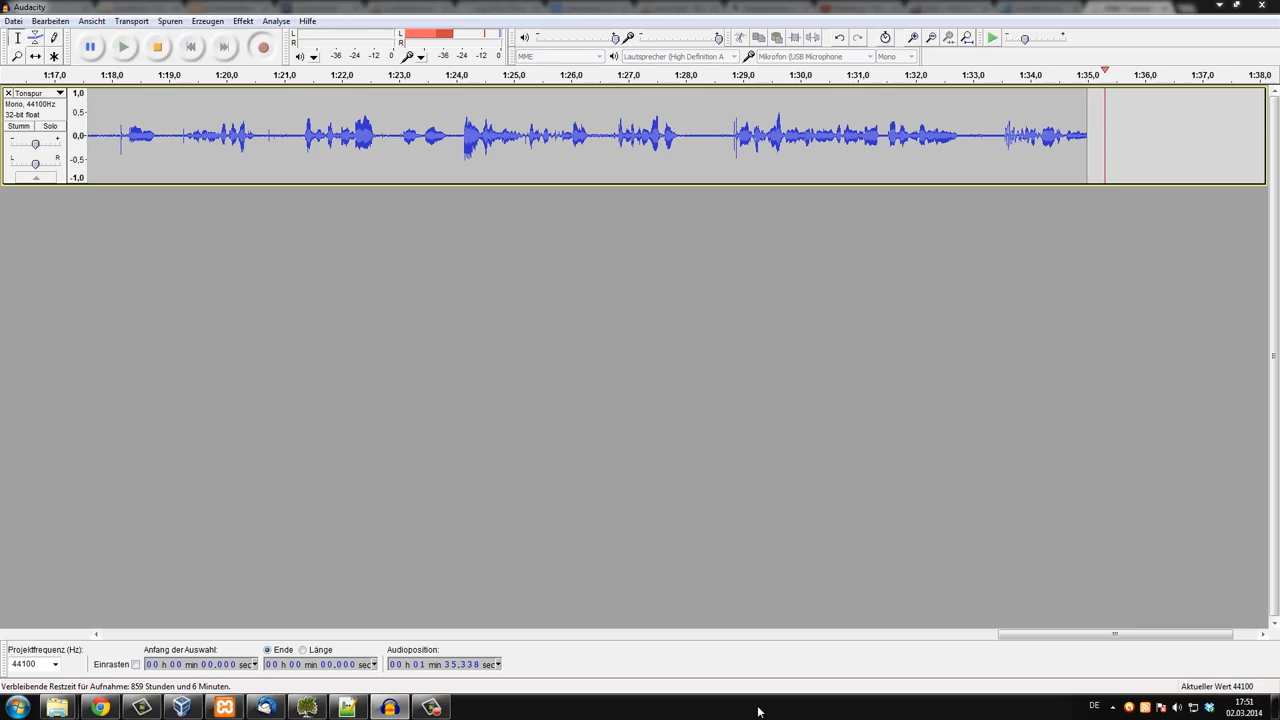 Audacity
Datei Bearbeiten Ansicht Transport Spuren Erzeugen Effekt Analyse Hilfe
L
R
L
R
-36 -24 -12 0
-36 -24 -12 0
MME
Lautsprecher (High Definition A
Mikrofon (USB Microphone
Mono
1:17,0 1:18,0 1:19,0 1:20,0 1:21,0 1:22,0 1:23,0 1:24,0 1:25,0 1:26,0 1:27,0 1:28,0 1:29,0 1:30,0 1:31,0 1:32,0 1:33,0 1:34,0 1:35,0 1:36,0 1:37,0 1:38,0
Tonspur
Mono, 44100Hz
32-bit float
Stumm Solo
- +
L R
1,0
0,5
0,0
-0,5
-1,0
Projektfrequenz (Hz):
44100
Einrasten
Anfang der Auswahl:
00 h 00 min 00,000 sec
Ende Länge
00 h 00 min 00,000 sec
Audioposition:
00 h 01 min 35,338 sec
Verbleibende Restzeit für Aufnahme: 859 Stunden und 6 Minuten.
Aktueller Wert 44100
DE
17:51
02.03.2014